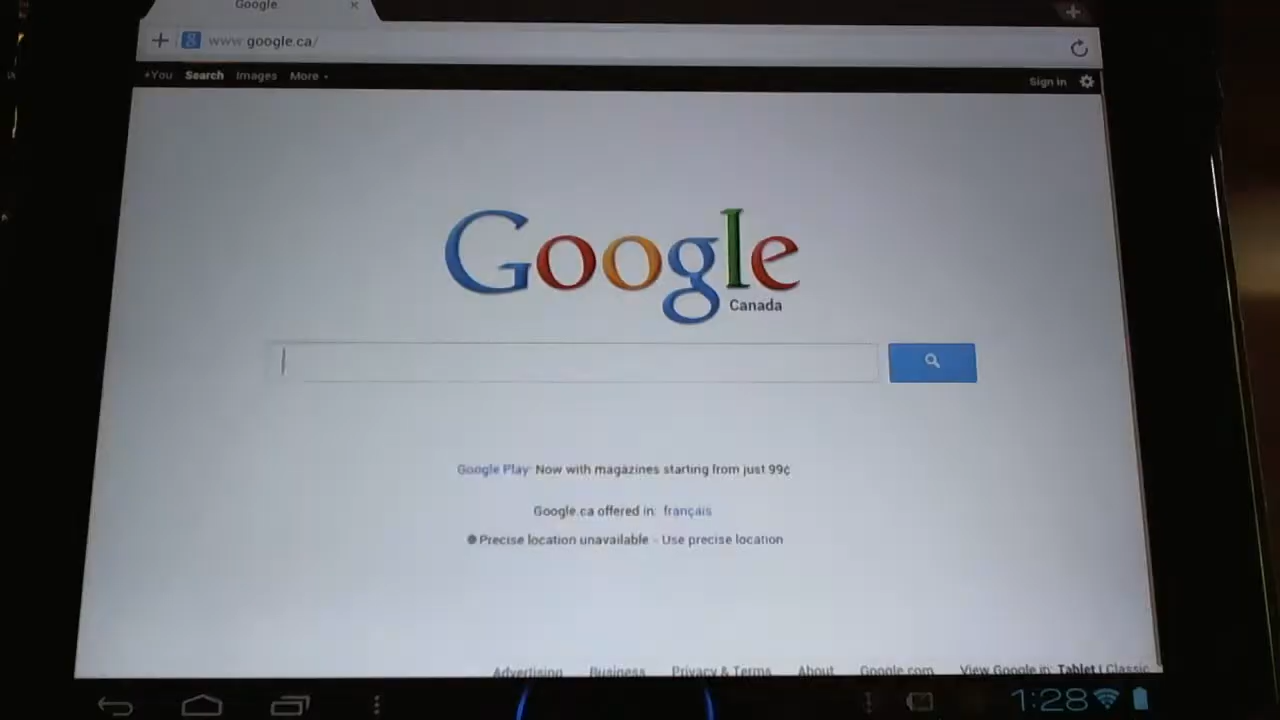 Google
www.google.ca/
+You Search Images More
Sign in
Google
Canada
Google Play: Now with magazines starting from just 99¢
Google.ca offered in: français
Precise location unavailable - Use precise location
Advertising Business Privacy & Terms About Google.com View Google in: Tablet | Classic
1:28